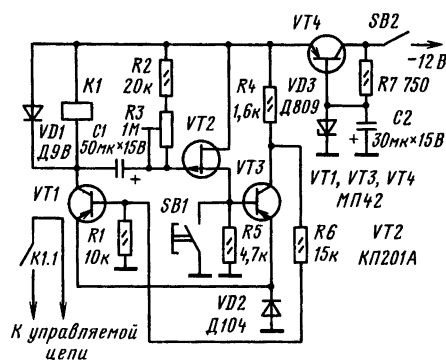 VT4
SB2
-12 В
R2
20к
K1
R4
1,6к
VD3
Д809
R7 750
R3
1М
VT2
VD1
Д9В
C1
50мк×15В
+
C2
30мк×15В
+
VT3
VT1
VT1, VT3, VT4
МП42
SB1
R1
10к
R5
4,7к
R6
15к
VT2
КП201А
K1.1
VD2
Д104
К управляемой
цепи